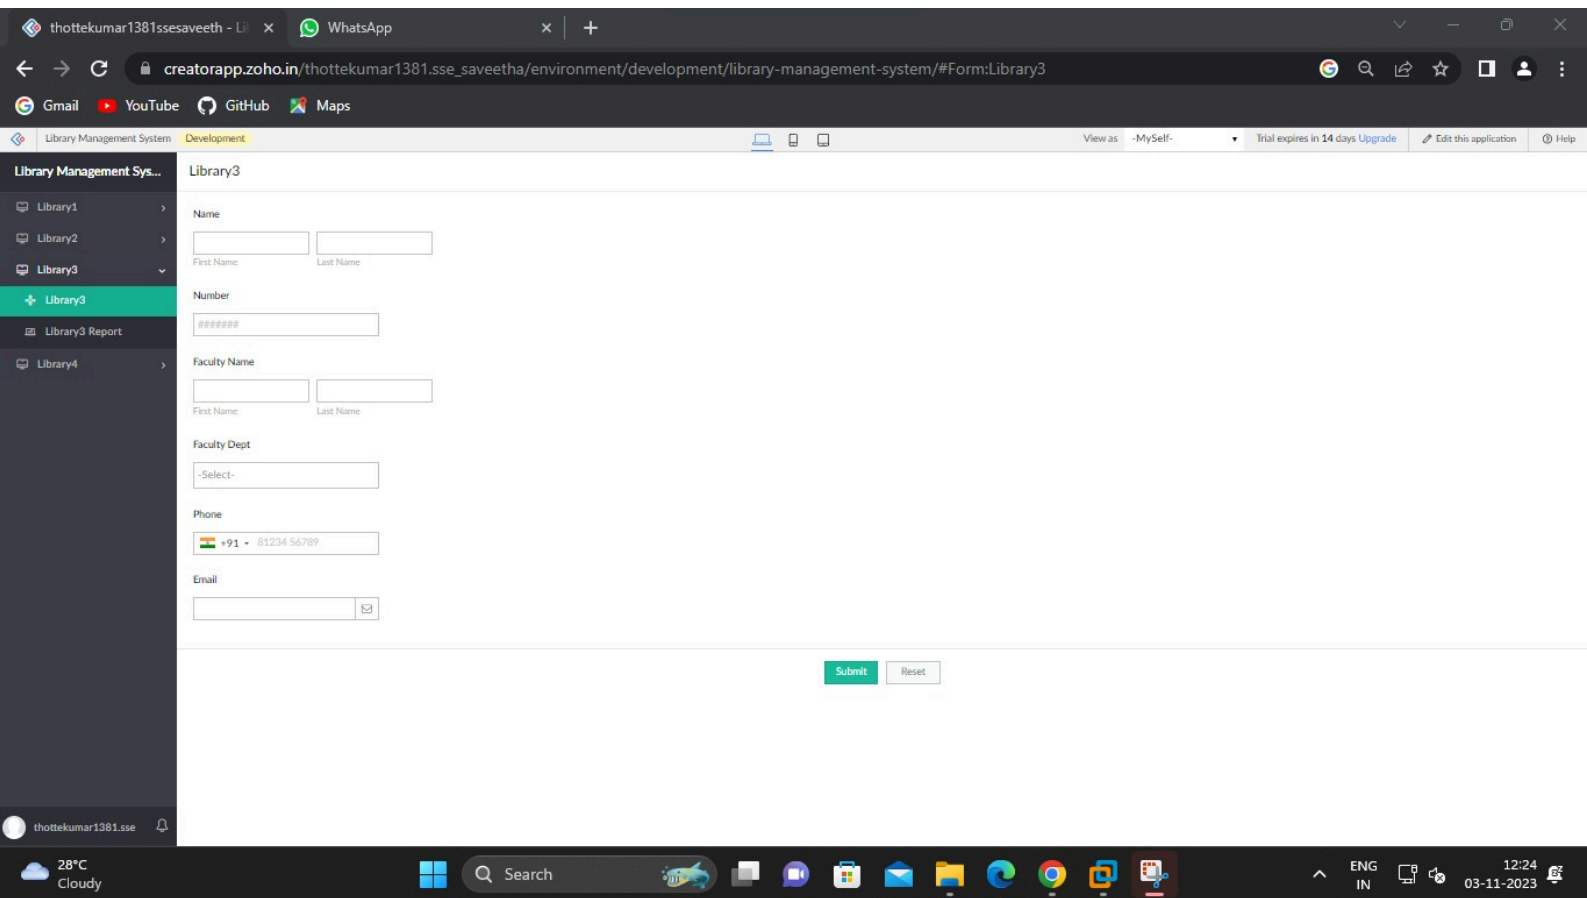 thottekumar1381ssesaveeth - Li
WhatsApp
creatorapp.zoho.in/thottekumar1381.sse_saveetha/environment/development/library-management-system/#Form:Library3
Gmail YouTube GitHub Maps
Library Management System Development View as -MySelf- Trial expires in 14 days Upgrade Edit this application Help
Library Management Sys...
Library3
Library1
Library2
Library3
Library3
Library3 Report
Library4
Name
First Name Last Name
Number
#######
Faculty Name
First Name Last Name
Faculty Dept
-Select-
Phone
+91 81234 56789
Email
Submit Reset
thottekumar1381.sse
28°C
Cloudy
Search
ENG
IN
12:24
03-11-2023